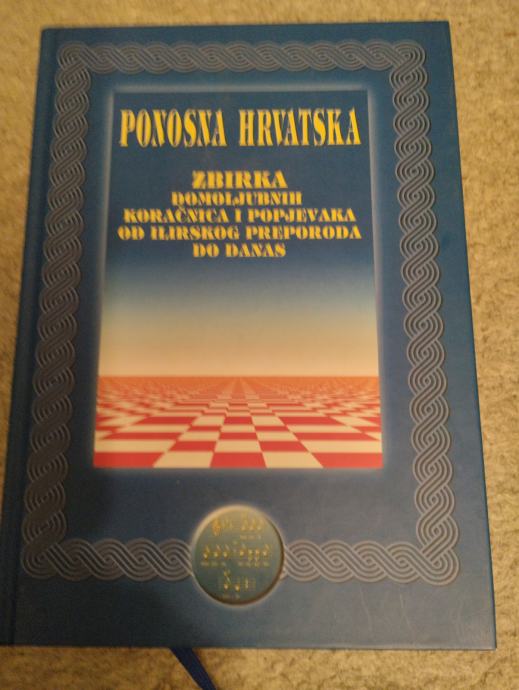 PONOSNA HRVATSKA
ZBIRKA
DOMOLJUBNIH
KORAČNICA I POPJEVAKA
OD ILIRSKOG PREPORODA
DO DANAS